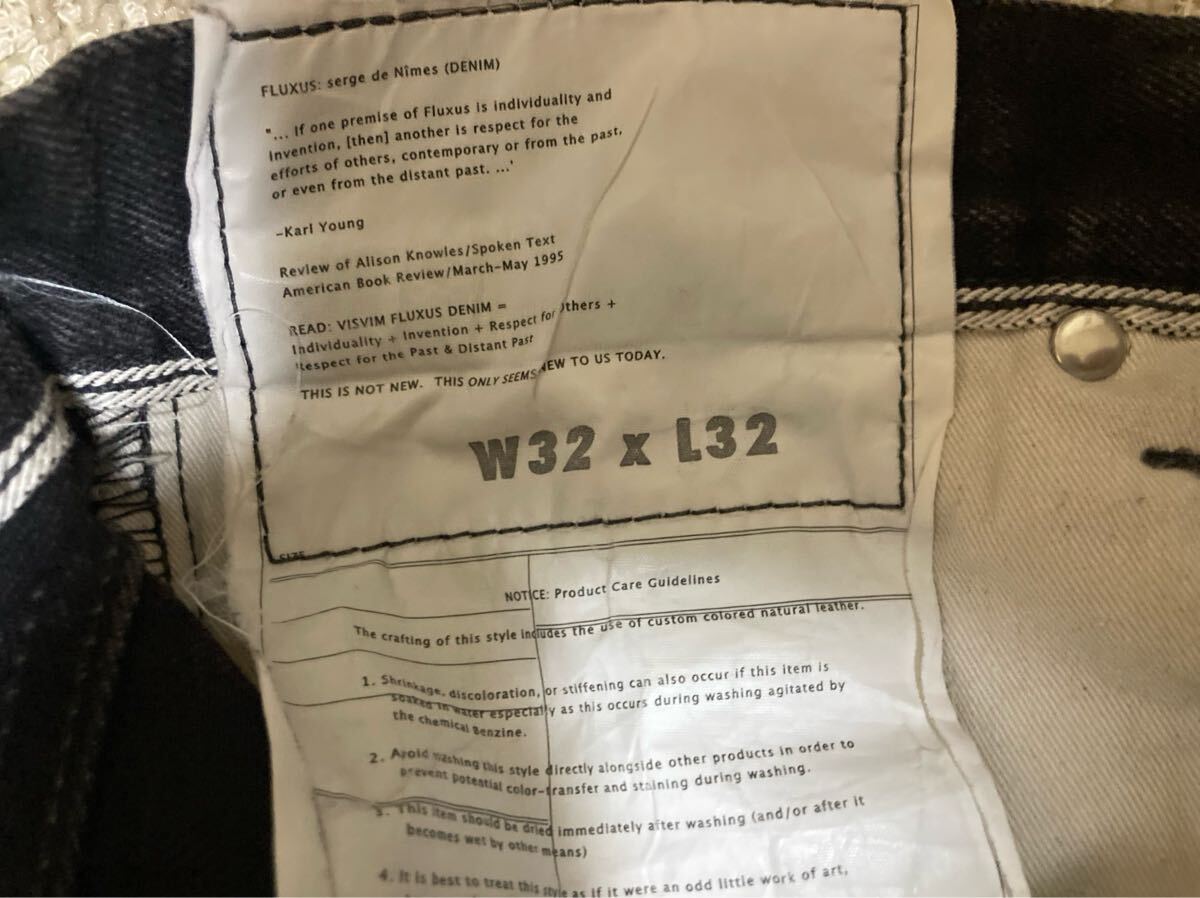 FLUXUS: serge de Nîmes (DENIM)
"... If one premise of Fluxus is individuality and
invention, [then] another is respect for the
efforts of others, contemporary or from the past,
or even from the distant past. ...'
–Karl Young
Review of Alison Knowles/Spoken Text
American Book Review/March–May 1995
READ: VISVIM FLUXUS DENIM =
Individuality + Invention + Respect for Others +
Respect for the Past & Distant Past
THIS IS NOT NEW. THIS ONLY SEEMS NEW TO US TODAY.
W32 x L32
SIZE
NOTICE: Product Care Guidelines
The crafting of this style includes the use of custom colored natural leather.
1. Shrinkage, discoloration, or stiffening can also occur if this item is
soaked in water especially as this occurs during washing agitated by
the chemical Benzine.
2. Avoid washing this style directly alongside other products in order to
prevent potential color-transfer and staining during washing.
3. This item should be dried immediately after washing (and/or after it
becomes wet by other means)
4. It is best to treat this style as if it were an odd little work of art,